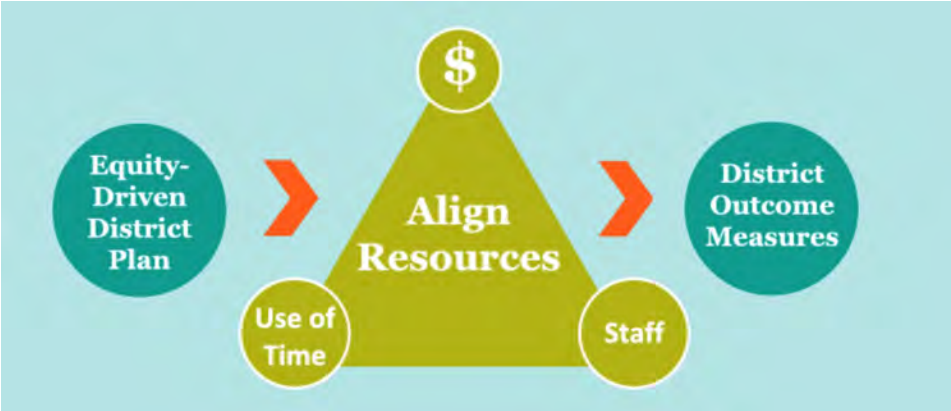 $
Equity-
Driven
District
Plan
Align
Resources
District
Outcome
Measures
Use of
Time
Staff